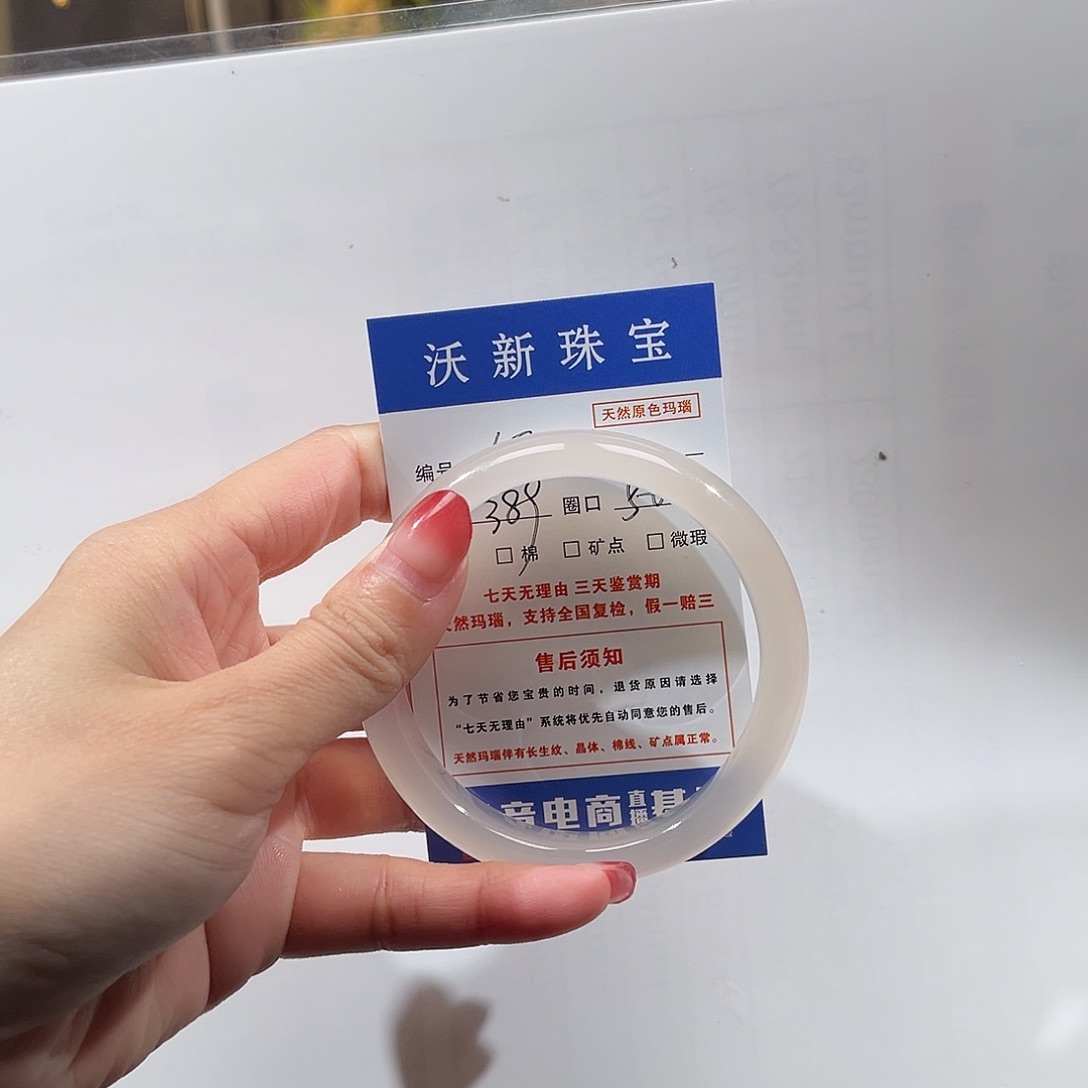 沃新珠宝
天然原色玛瑙
编号
389 圈口
□棉 □矿点 □微瑕
七天无理由 三天鉴赏期
然玛瑙，支持全国复检，假一赔三
售后须知
为了节省您宝贵的时间，退货原因请选择
“七天无理由”系统将优先自动同意您的售后。
天然玛瑙伴有长生纹、晶体、棉线、矿点属正常。
音电商直播基